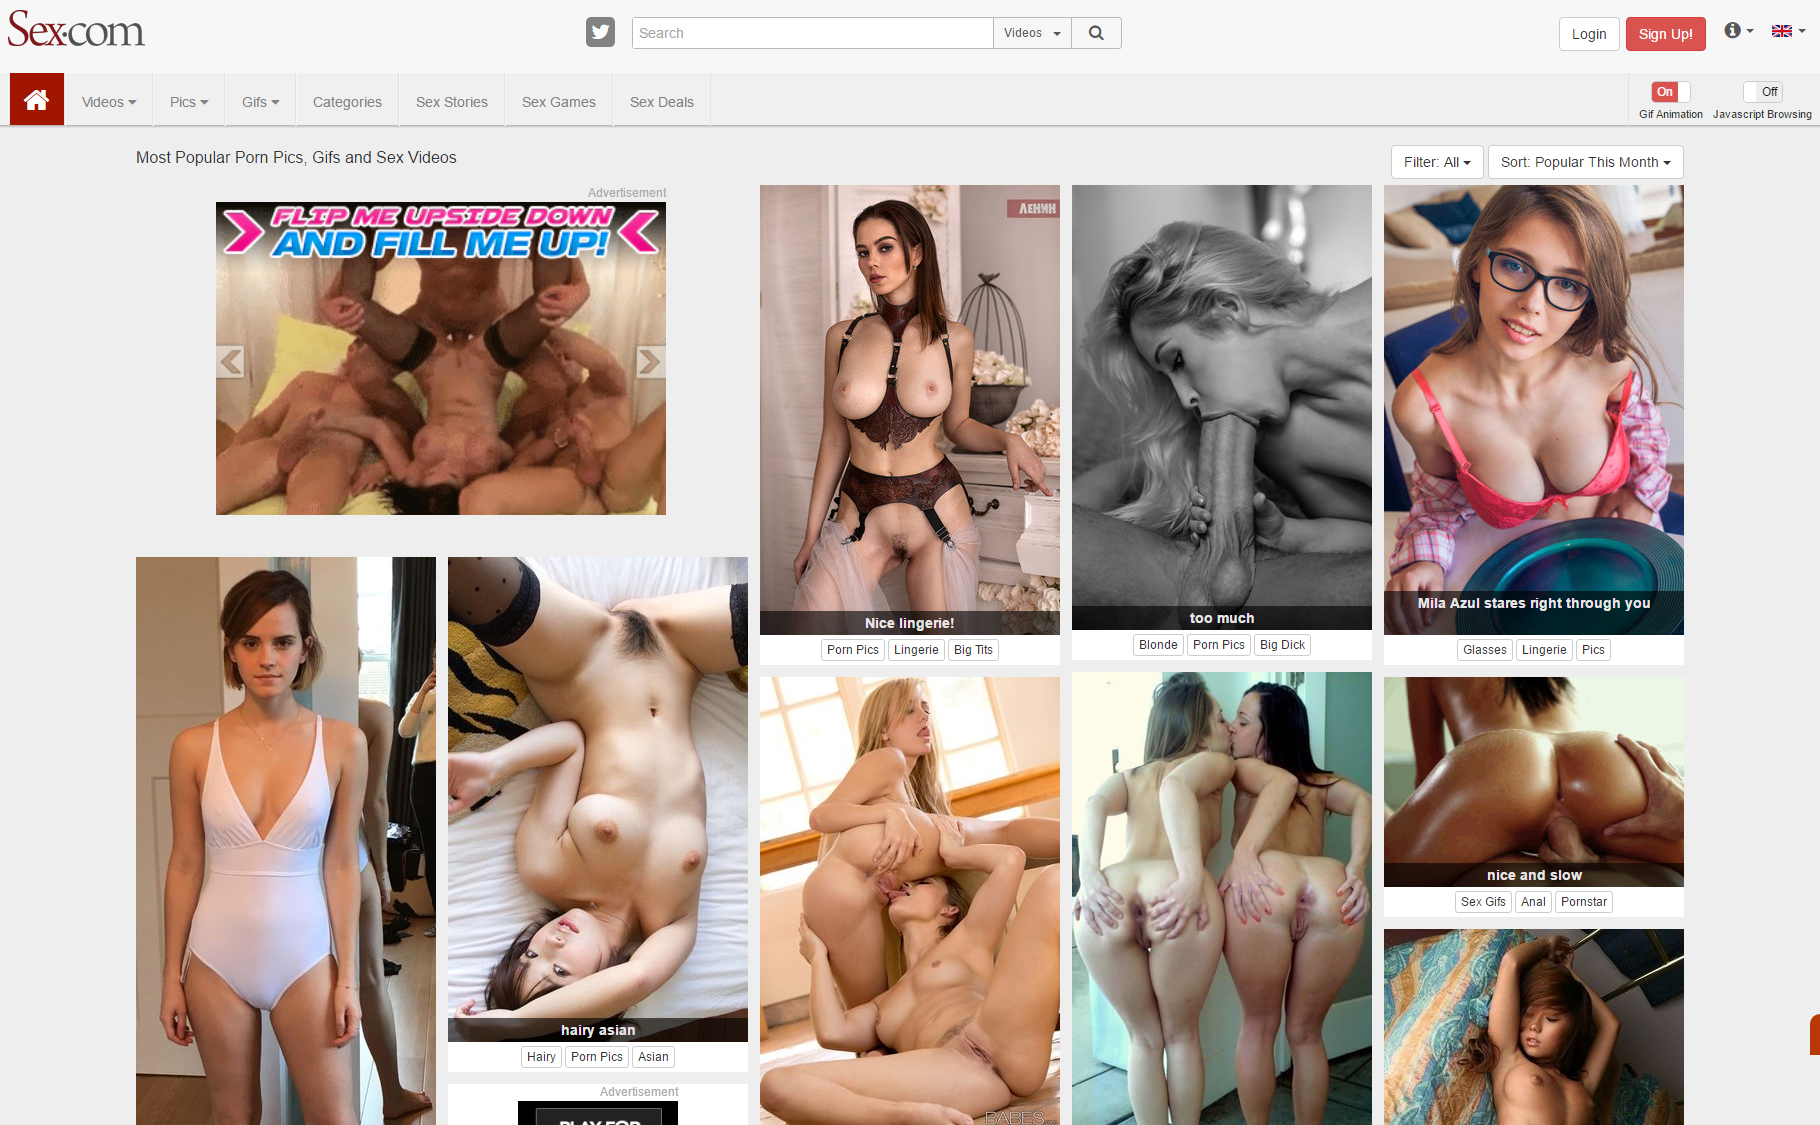 Sex.com
Search
Videos
Login
Sign Up!
Videos
Pics
Gifs
Categories
Sex Stories
Sex Games
Sex Deals
On
Gif Animation
Off
Javascript Browsing
Most Popular Porn Pics, Gifs and Sex Videos
Filter: All
Sort: Popular This Month
Advertisement
FLIP ME UPSIDE DOWN
AND FILL ME UP!
ЛЕНИН
Nice lingerie!
Porn Pics
Lingerie
Big Tits
too much
Blonde
Porn Pics
Big Dick
Mila Azul stares right through you
Glasses
Lingerie
Pics
nice and slow
Sex Gifs
Anal
Pornstar
hairy asian
Hairy
Porn Pics
Asian
Advertisement
PLAY FOR
BABES